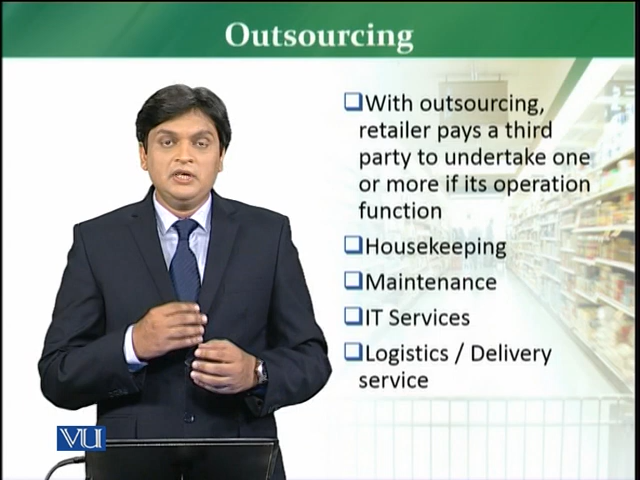 Outsourcing
With outsourcing,
retailer pays a third
party to undertake one
or more if its operation
function
Housekeeping
Maintenance
IT Services
Logistics / Delivery
service
VU